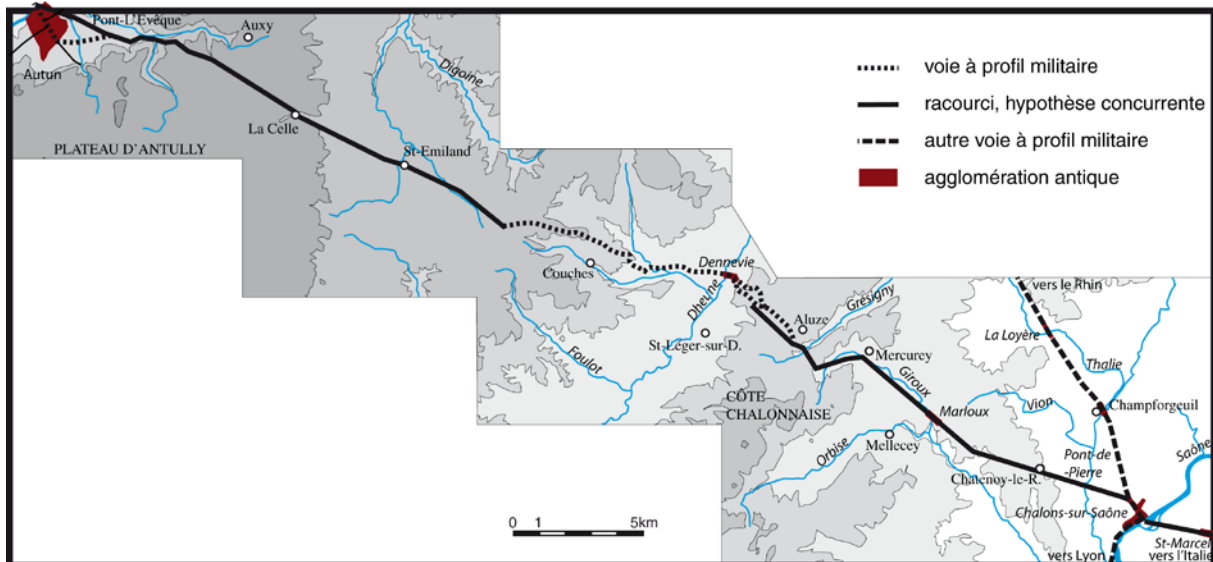 Pont-L'Evêque
Auxy
Autun
Digoine
La Celle
PLATEAU D'ANTULLY
St-Emiland
voie à profil militaire
racourci, hypothèse concurrente
autre voie à profil militaire
agglomération antique
Couches
Dennevie
Dheune
St-Léger-sur-D.
Foulot
Aluze
Grésigny
vers le Rhin
La Loyère
Thalie
Mercurey
Giroux
CÔTE
CHALONNAISE
Marloux
Vion
Champforgeuil
Orbise
Mellecey
Pont-de
-Pierre
Saône
Chatenoy-le-R.
Chalons-sur-Saône
0 1 5km
St-Marcel
vers Lyon
vers l'Italie